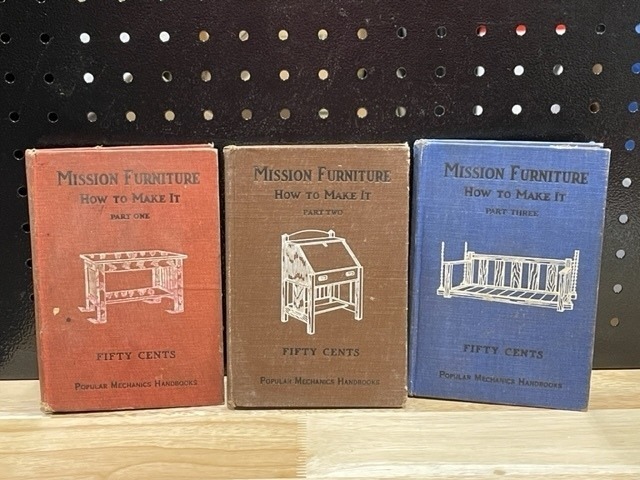 Mission Furniture
How to Make It
Part One
Fifty Cents
Popular Mechanics Handbooks
Mission Furniture
How to Make It
Part Two
Fifty Cents
Popular Mechanics Handbooks
Mission Furniture
How to Make It
Part Three
Fifty Cents
Popular Mechanics Handbooks